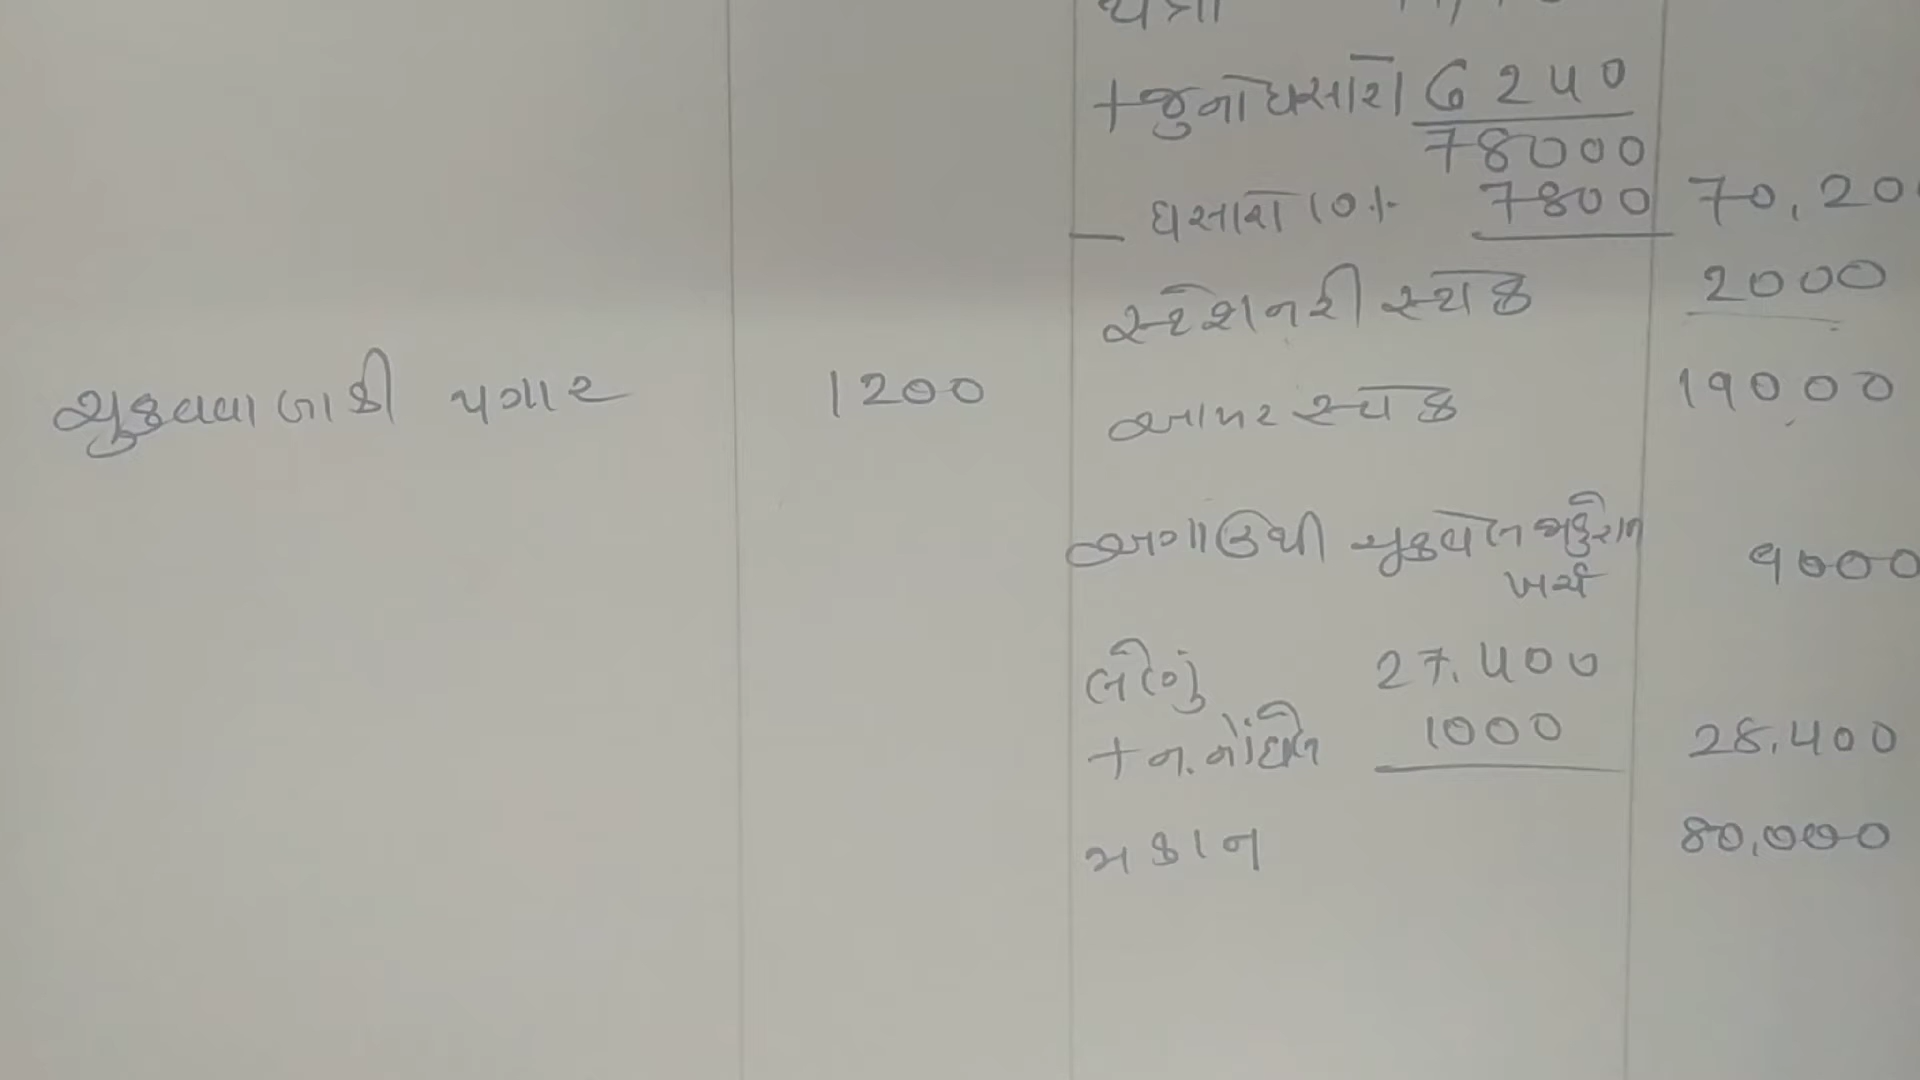 યંત્રો
+જુનો ઘસારો 6240
78000
- ઘસારો 10% 7800 70,20
સ્ટેશનરી સ્ટોક 2000
ચુકવવા બાકી પગાર 1200 આખર સ્ટોક 19000
અગાઉથી ચુકવેલ મહેરાત
ખર્ચ 9000
27,400
+ ન. નોંધેલ 1000 28,400
મકાન 80,000